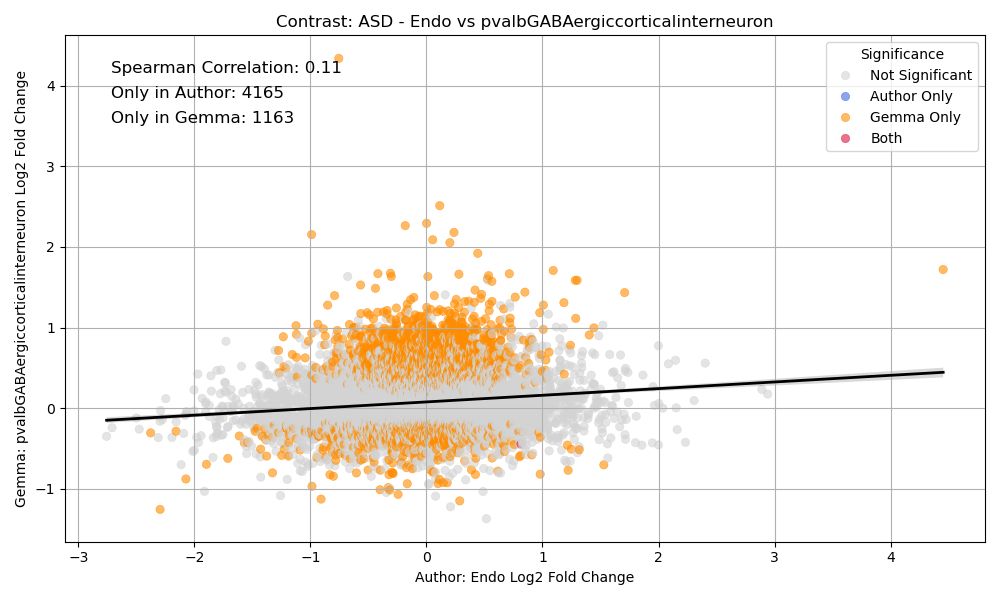 Contrast: ASD - Endo vs pvalbGABAergiccorticalinterneuron
Spearman Correlation: 0.11
Only in Author: 4165
Only in Gemma: 1163
Significance
Not Significant
Author Only
Gemma Only
Both
Gemma: pvalbGABAergiccorticalinterneuron Log2 Fold Change
4
3
2
1
0
−1
−3
−2
−1
0
1
2
3
4
Author: Endo Log2 Fold Change